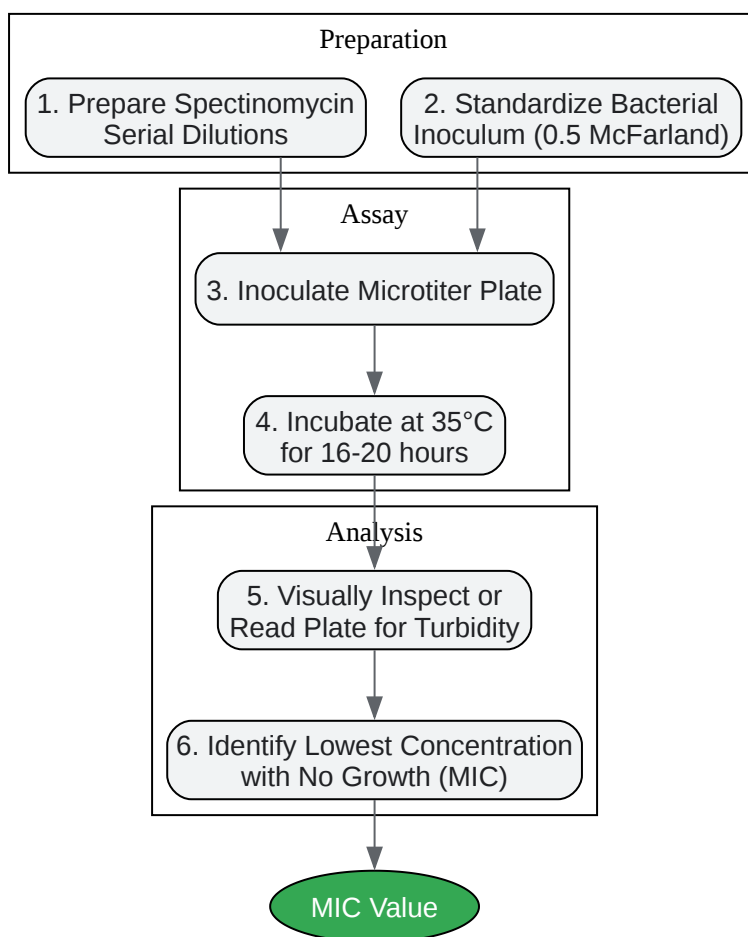 Preparation
1. Prepare Spectinomycin
Serial Dilutions
2. Standardize Bacterial
Inoculum (0.5 McFarland)
Assay
3. Inoculate Microtiter Plate
4. Incubate at 35°C
for 16-20 hours
Analysis
5. Visually Inspect or
Read Plate for Turbidity
6. Identify Lowest Concentration
with No Growth (MIC)
MIC Value